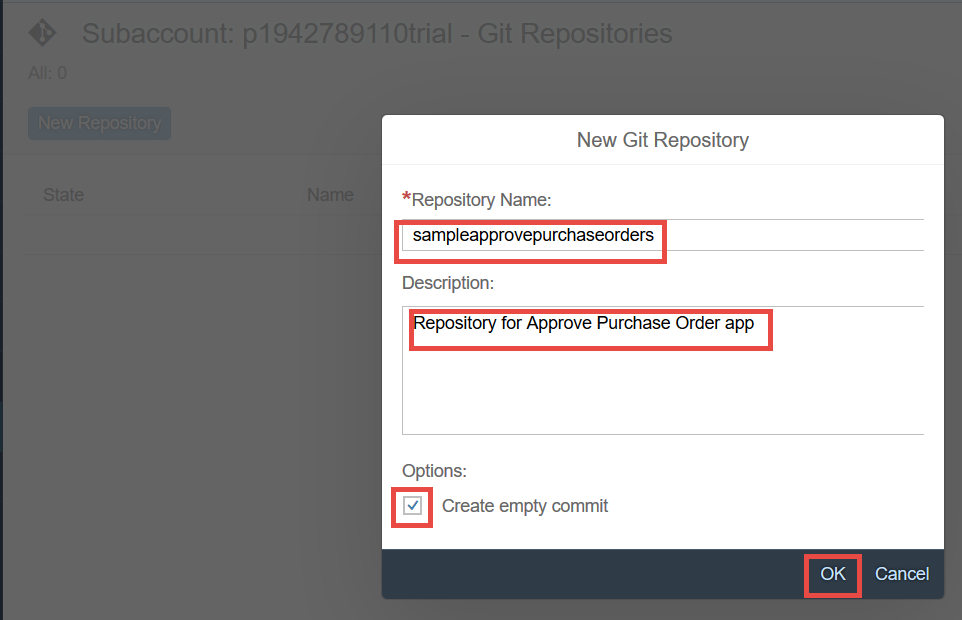 Subaccount: p1942789110trial - Git Repositories
All: 0
New Repository
State Name
New Git Repository
*Repository Name:
sampleapprovepurchaseorders
Description:
Repository for Approve Purchase Order app
Options:
Create empty commit
OK Cancel